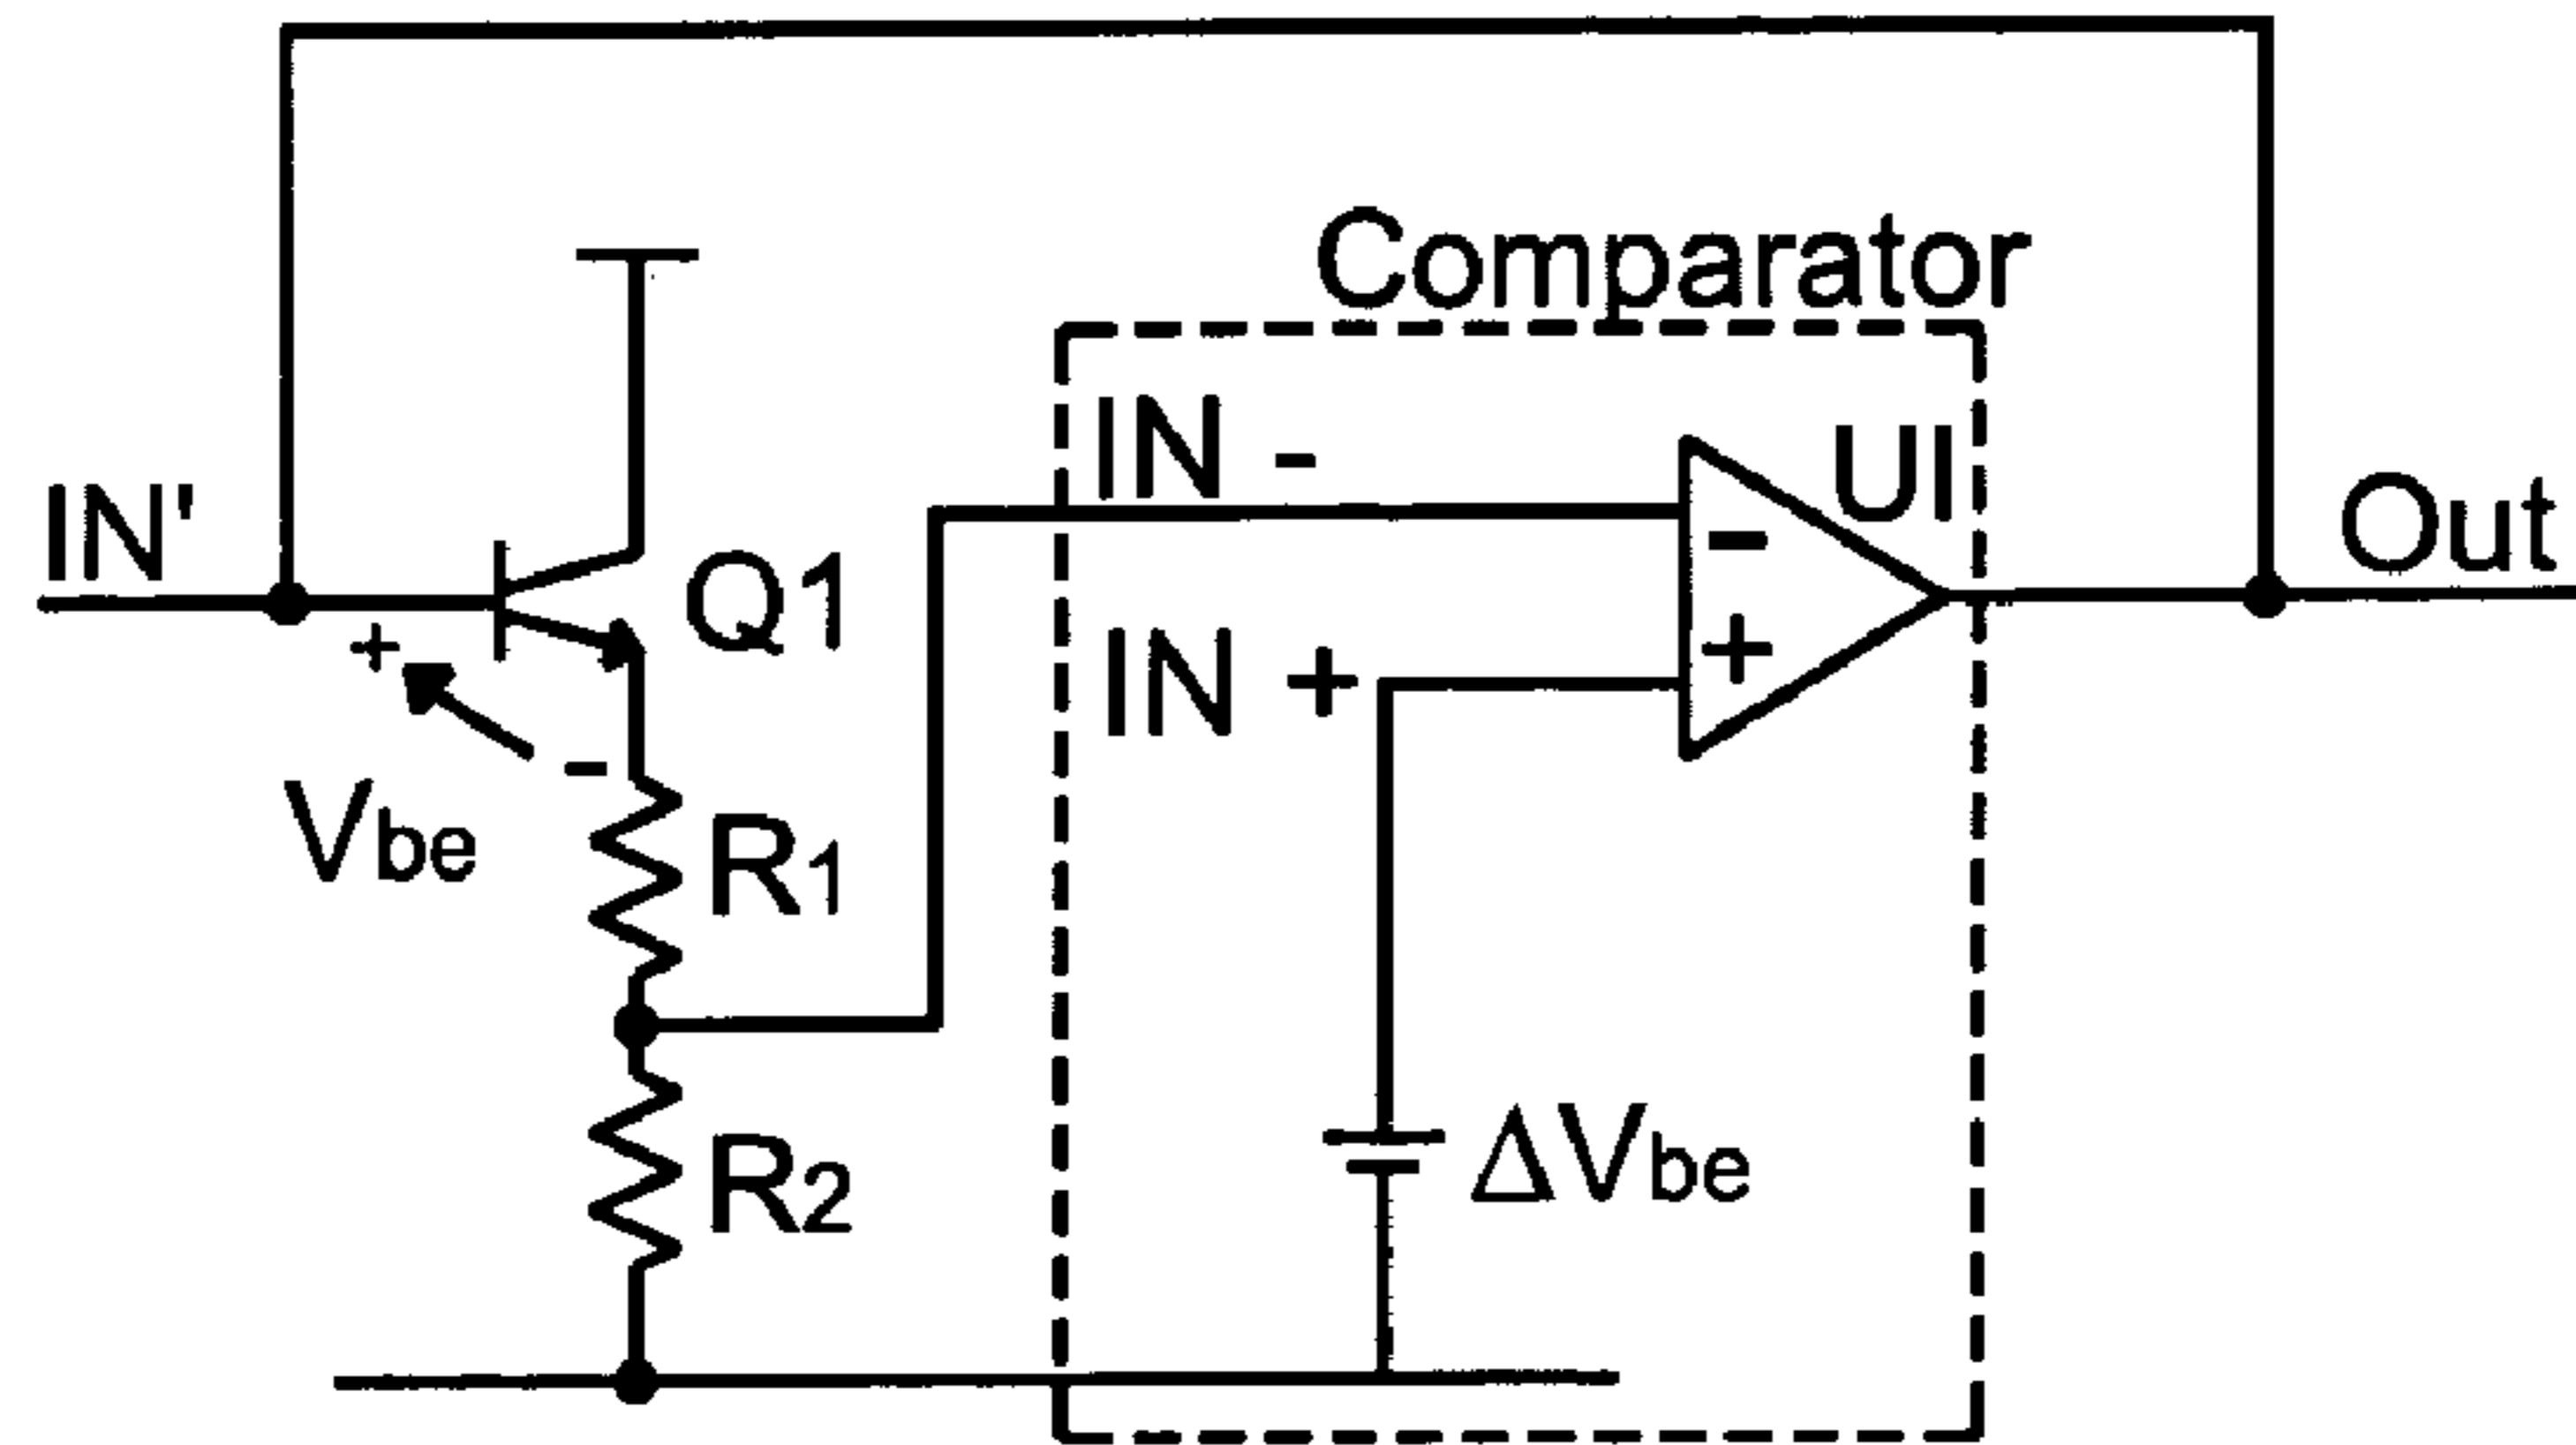 Comparator
IN -
UI
IN'
Out
Q1
IN +
+
-
-
+
Vbe
R1
R2
ΔVbe